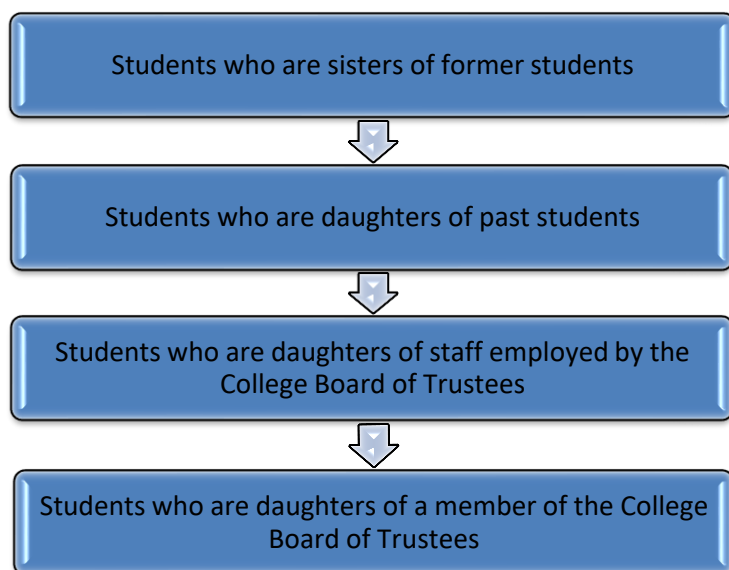 Students who are sisters of former students
Students who are daughters of past students
Students who are daughters of staff employed by the
College Board of Trustees
Students who are daughters of a member of the College
Board of Trustees